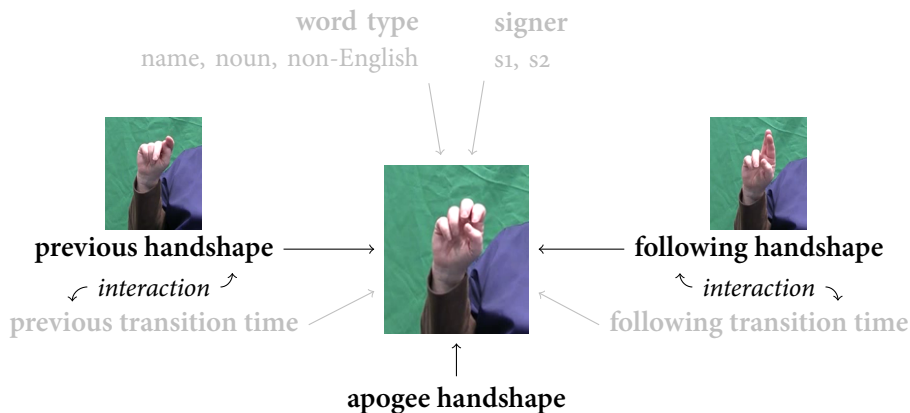 word type
name, noun, non-English
signer
s1, s2
previous handshape
interaction
previous transition time
following handshape
interaction
following transition time
apogee handshape